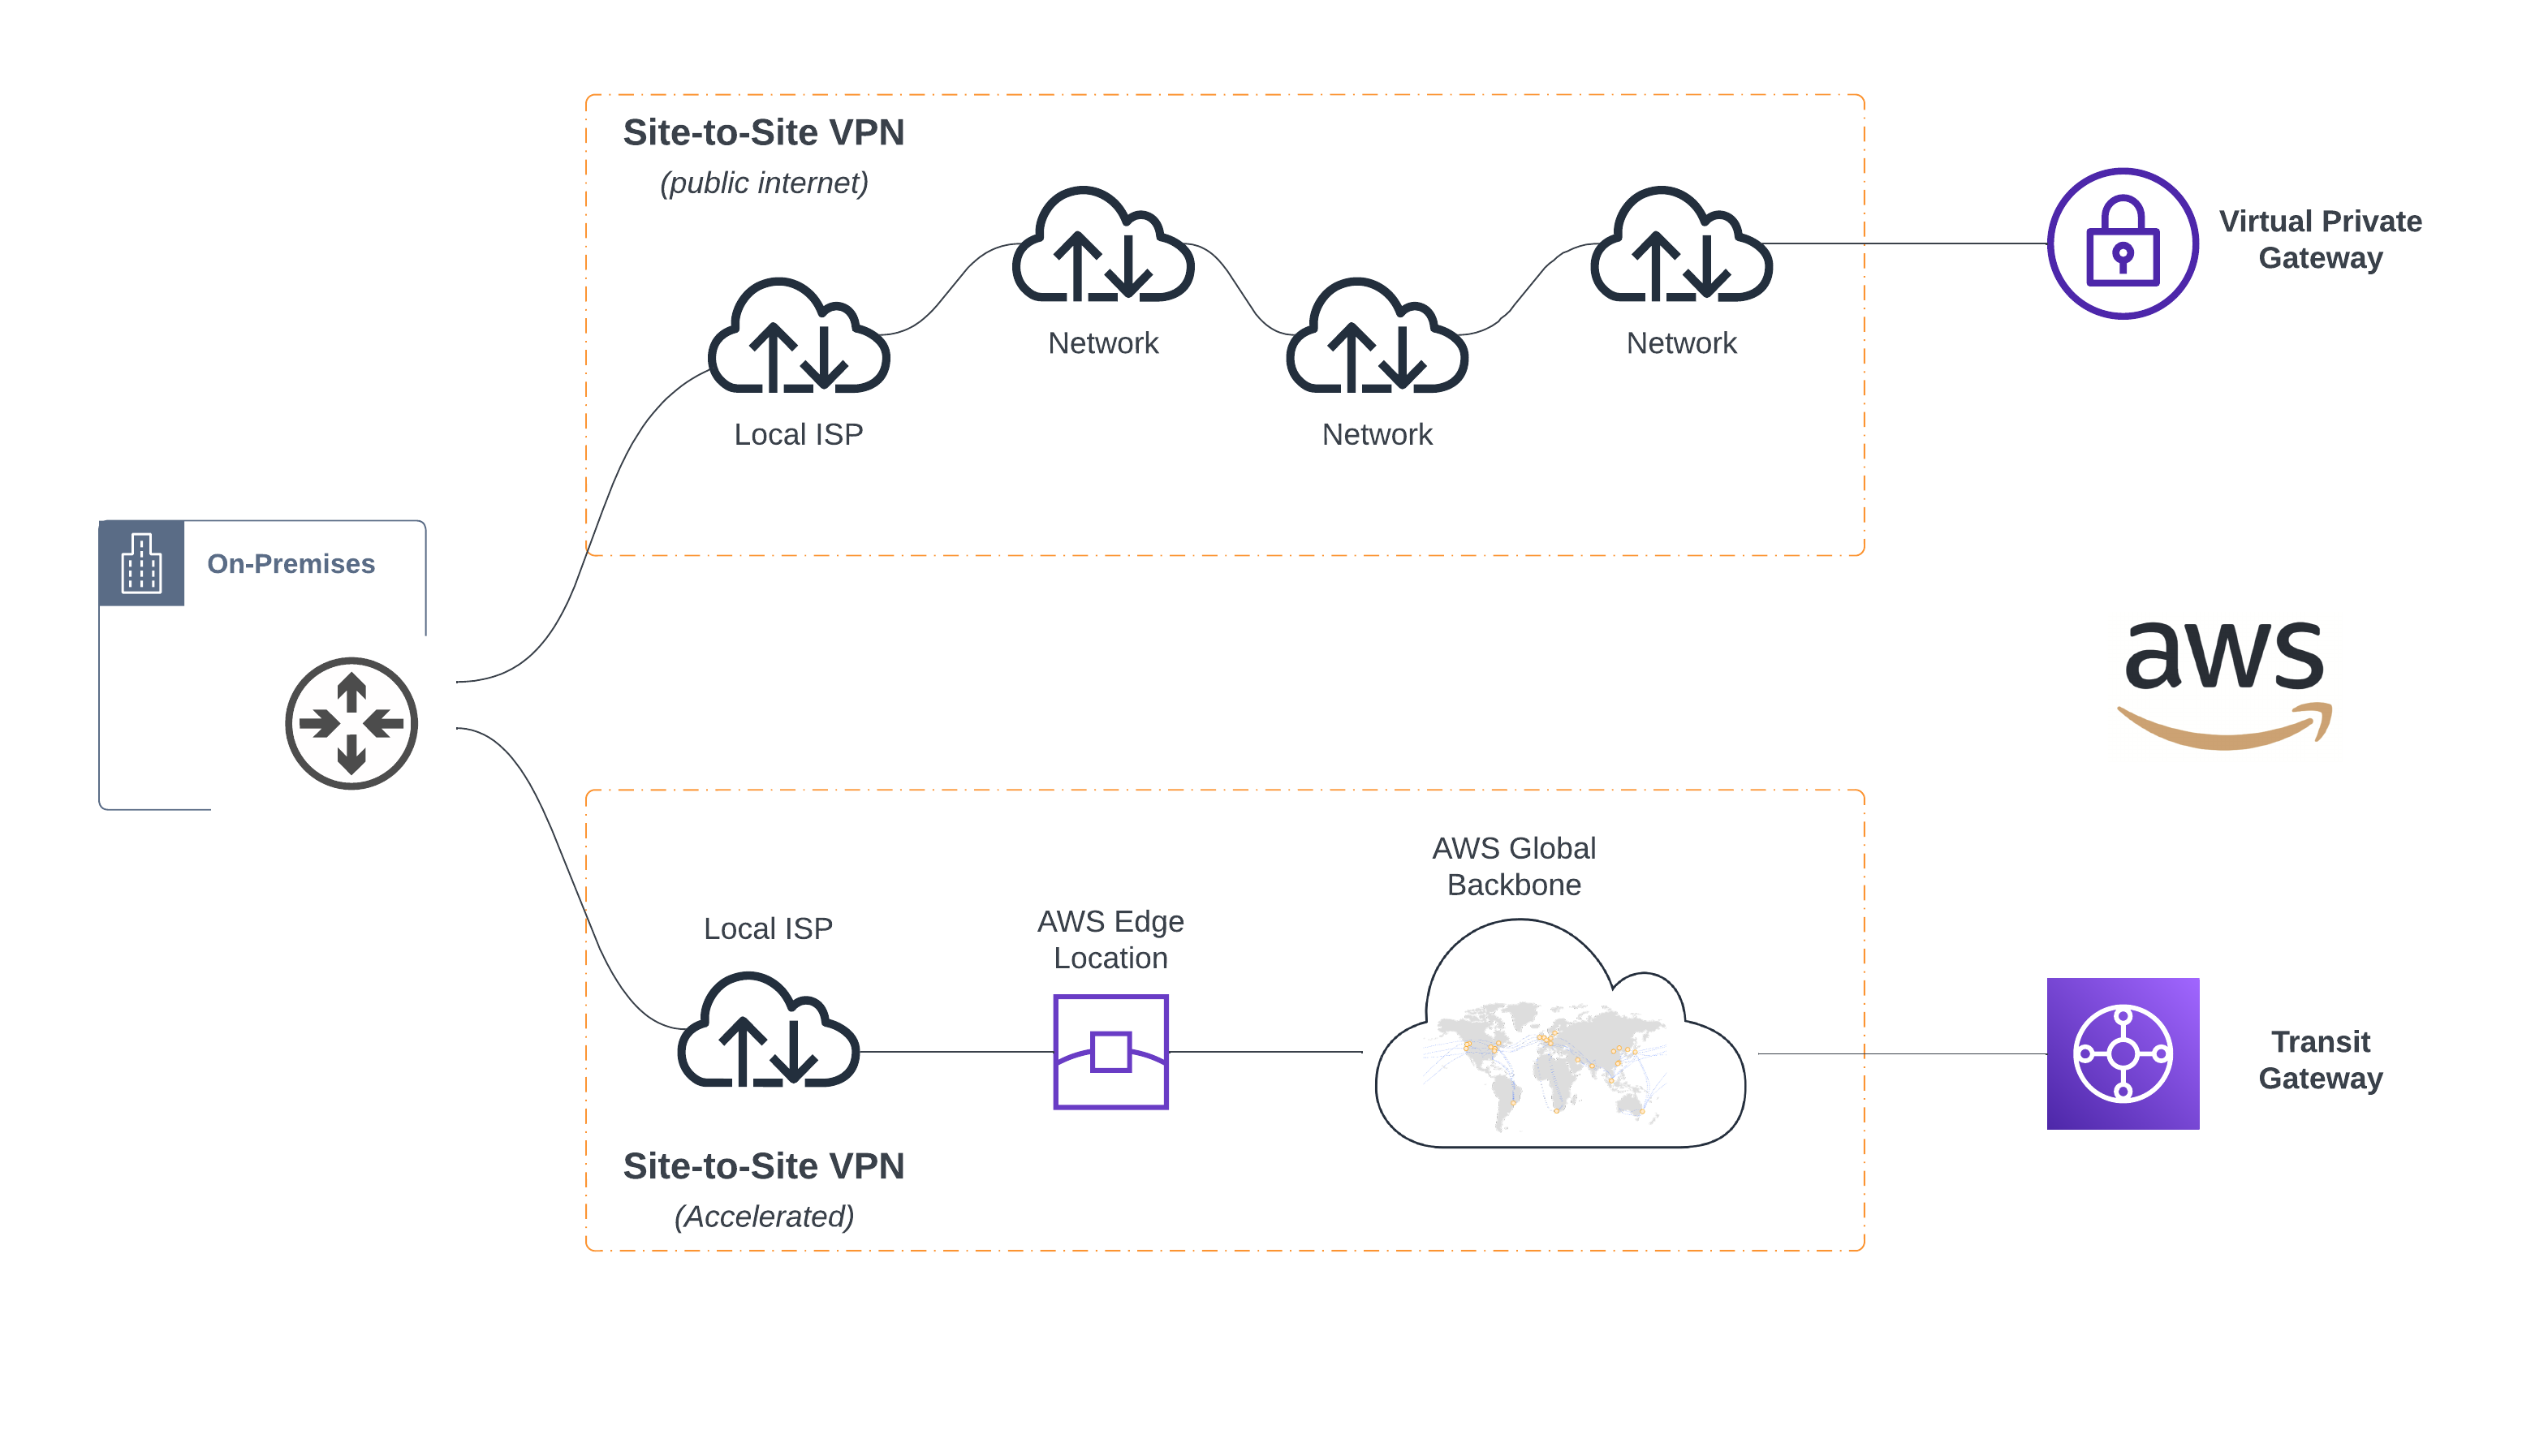 Site-to-Site VPN
(public internet)
Virtual Private
Gateway
Network
Network
Local ISP
Network
On-Premises
aws
AWS Global
Backbone
Local ISP
AWS Edge
Location
Transit
Gateway
Site-to-Site VPN
(Accelerated)